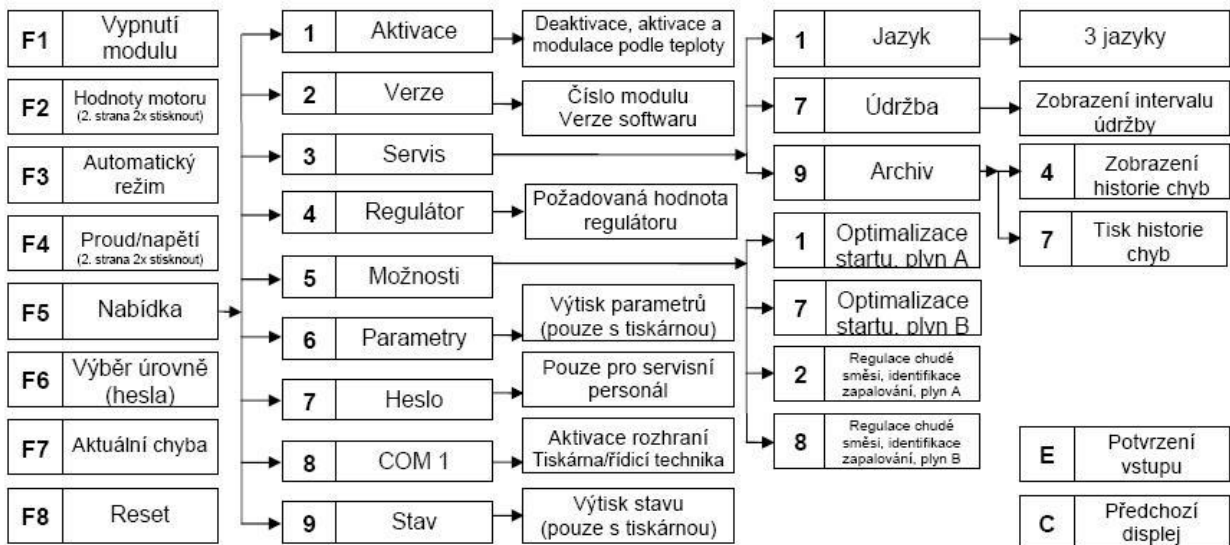 F1 Vypnutí
modulu
F2 Hodnoty motoru
(2. strana 2x stisknout)
F3 Automatický
režim
F4 Proud/napětí
(2. strana 2x stisknout)
F5 Nabídka
F6 Výběr úrovně
(hesla)
F7 Aktuální chyba
F8 Reset
1 Aktivace
2 Verze
3 Servis
4 Regulátor
5 Možnosti
6 Parametry
7 Heslo
8 COM 1
9 Stav
Deaktivace, aktivace a
modulace podle teploty
Číslo modulu
Verze softwaru
Požadovaná hodnota
regulátoru
Výtisk parametrů
(pouze s tiskárnou)
Pouze pro servisní
personál
Aktivace rozhraní
Tiskárna/řídicí technika
Výtisk stavu
(pouze s tiskárnou)
1 Jazyk
7 Údržba
9 Archiv
1 Optimalizace
startu, plyn A
7 Optimalizace
startu, plyn B
2 Regulace chudé
směsi, identifikace
zapalování, plyn A
8 Regulace chudé
směsi, identifikace
zapalování, plyn B
3 jazyky
Zobrazení intervalu
údržby
4 Zobrazení
historie chyb
7 Tisk historie
chyb
E Potvrzení
vstupu
C Předchozí
displej